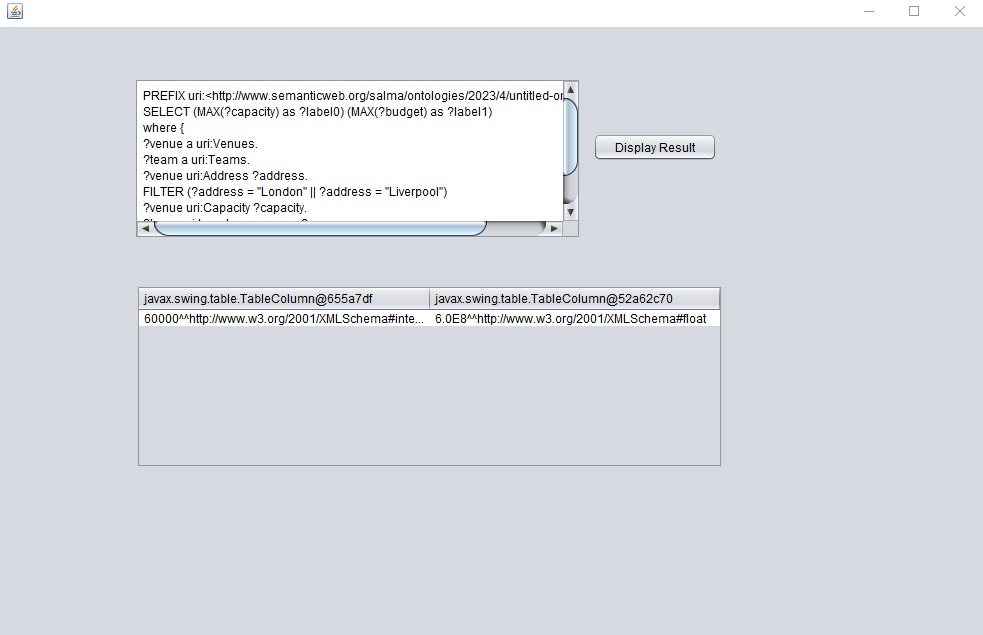 PREFIX uri:<http://www.semanticweb.org/salma/ontologies/2023/4/untitled-or
SELECT (MAX(?capacity) as ?label0) (MAX(?budget) as ?label1)
where {
?venue a uri:Venues.
?team a uri:Teams.
?venue uri:Address ?address.
FILTER (?address = "London" || ?address = "Liverpool")
?venue uri:Capacity ?capacity.
Display Result
javax.swing.table.TableColumn@655a7df javax.swing.table.TableColumn@52a62c70
60000^^http://www.w3.org/2001/XMLSchema#inte... 6.0E8^^http://www.w3.org/2001/XMLSchema#float